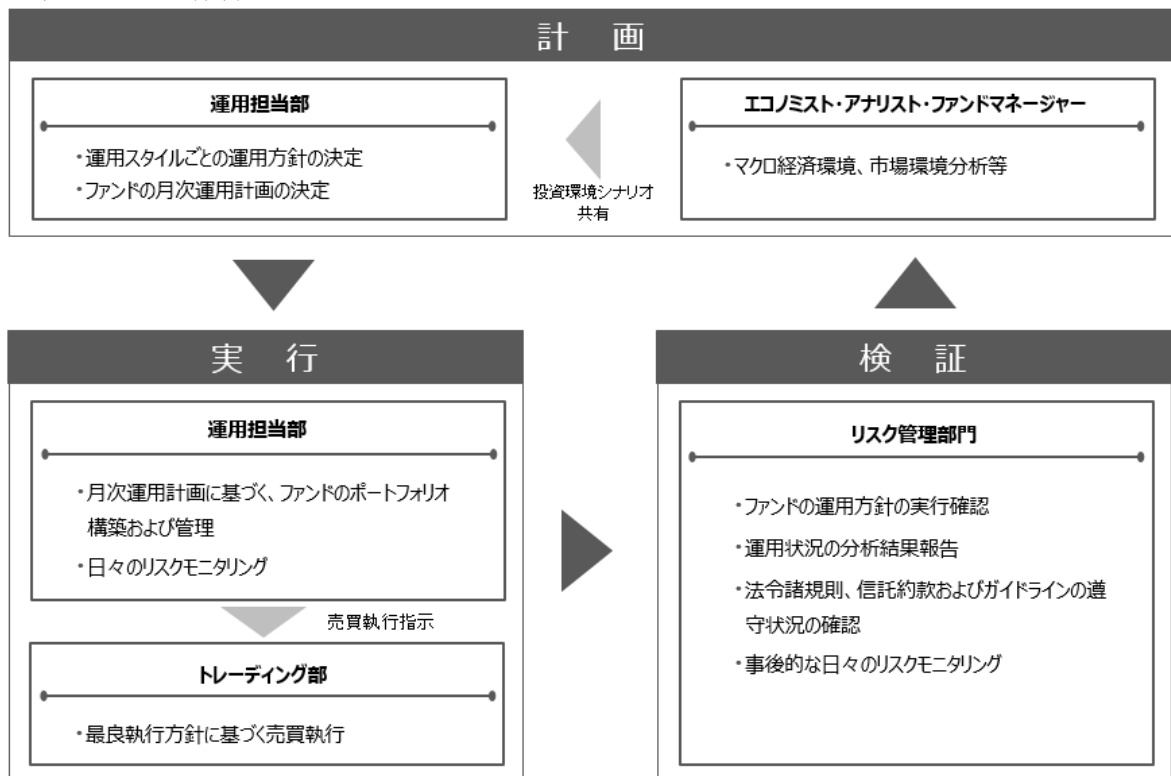 計 画
運用担当部
・運用スタイルごとの運用方針の決定
・ファンドの月次運用計画の決定
投資環境シナリオ
共有
エコノミスト・アナリスト・ファンドマネージャー
・マクロ経済環境、市場環境分析等
実 行
運用担当部
・月次運用計画に基づく、ファンドのポートフォリオ
構築および管理
・日々のリスクモニタリング
売買執行指示
トレーディング部
・最良執行方針に基づく売買執行
検 証
リスク管理部門
・ファンドの運用方針の実行確認
・運用状況の分析結果報告
・法令諸規則、信託約款およびガイドラインの遵
守状況の確認
・事後的な日々のリスクモニタリング